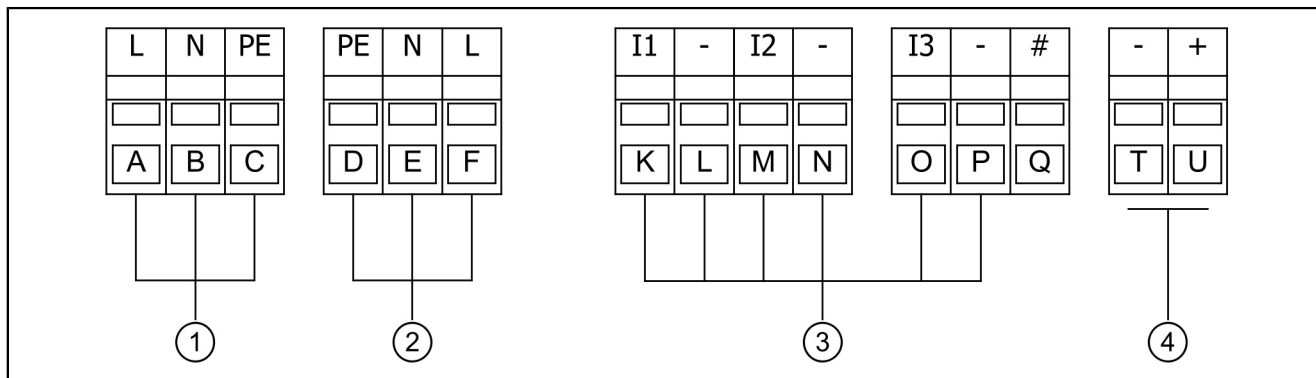 L N PE PE N L I1 - I2 - I3 - # - +
A B C D E F K L M N O P Q T U
1 2 3 4